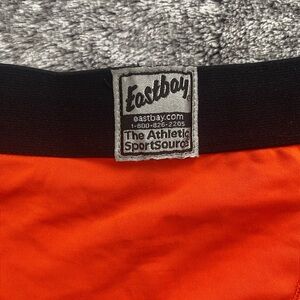 Eastbay
eastbay.com
1-800-826-2205
The Athletic
SportSource